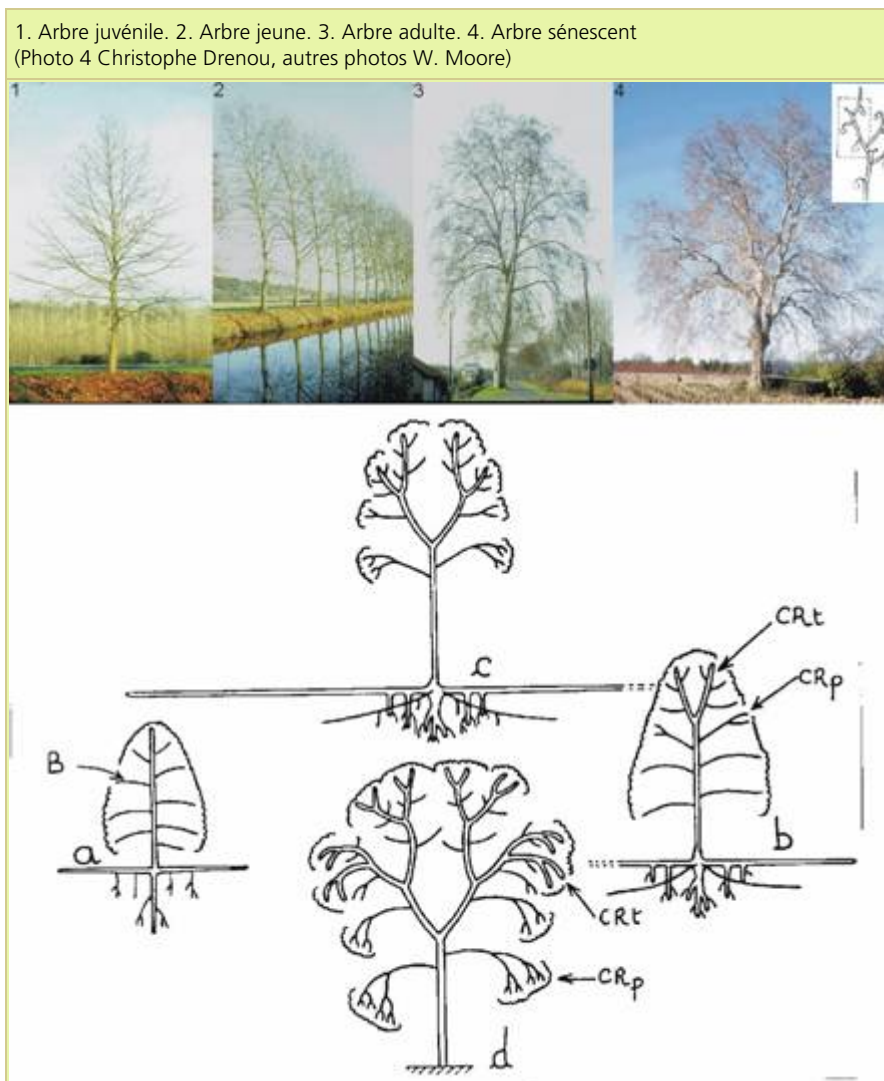 1. Arbre juvénile. 2. Arbre jeune. 3. Arbre adulte. 4. Arbre sénescent
(Photo 4 Christophe Drenou, autres photos W. Moore)
1 2 3 4
CRt
c
CRp
B
a
b
CRt
CRp
d